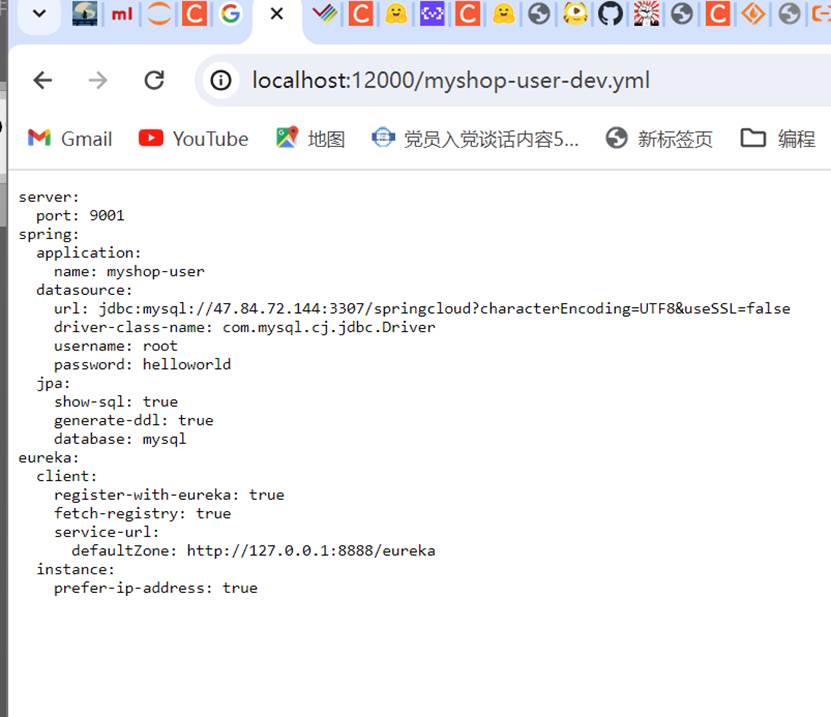 ml
localhost:12000/myshop-user-dev.yml
Gmail YouTube 地图 党员入党谈话内容5... 新标签页 编程
server:
  port: 9001
spring:
  application:
    name: myshop-user
  datasource:
    url: jdbc:mysql://47.84.72.144:3307/springcloud?characterEncoding=UTF8&useSSL=false
    driver-class-name: com.mysql.cj.jdbc.Driver
    username: root
    password: helloworld
  jpa:
    show-sql: true
    generate-ddl: true
    database: mysql
eureka:
  client:
    register-with-eureka: true
    fetch-registry: true
    service-url:
      defaultZone: http://127.0.0.1:8888/eureka
  instance:
    prefer-ip-address: true